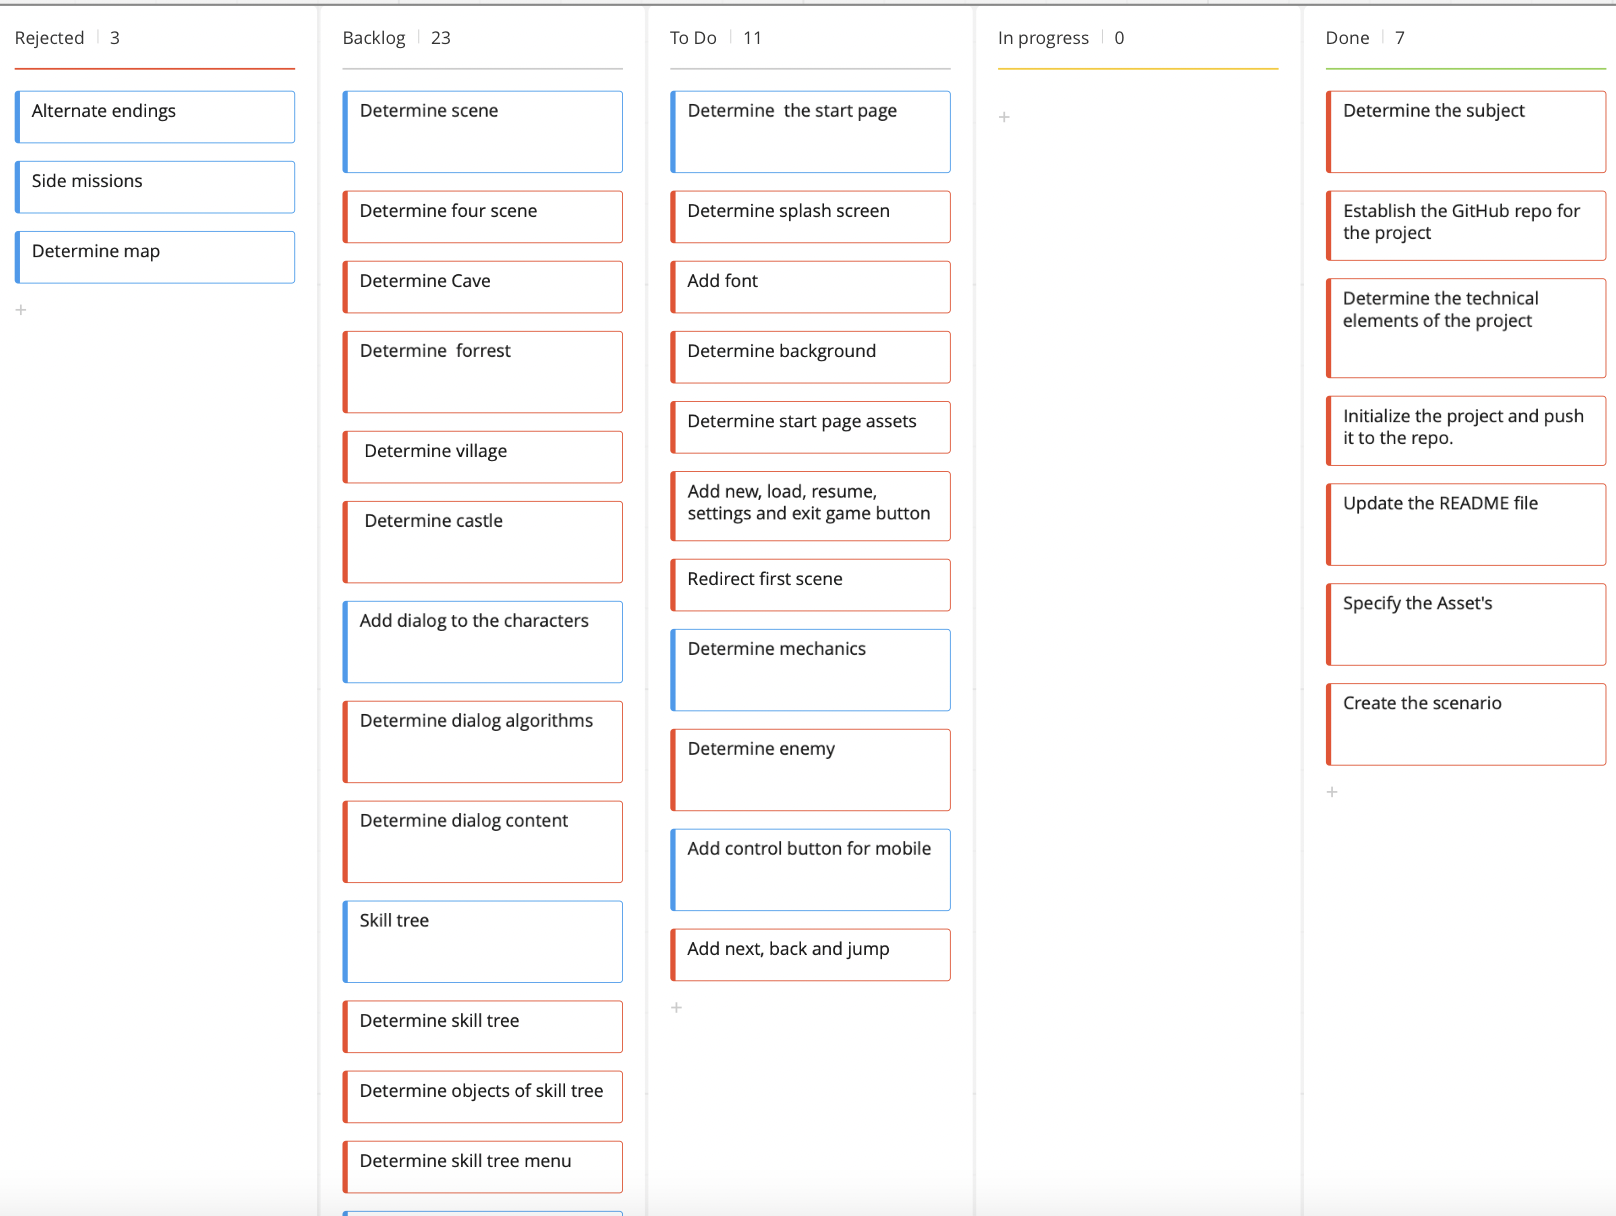 Rejected 3
Alternate endings
Side missions
Determine map
Backlog 23
Determine scene
Determine four scene
Determine Cave
Determine forrest
Determine village
Determine castle
Add dialog to the characters
Determine dialog algorithms
Determine dialog content
Skill tree
Determine skill tree
Determine objects of skill tree
Determine skill tree menu
To Do 11
Determine the start page
Determine splash screen
Add font
Determine background
Determine start page assets
Add new, load, resume,
settings and exit game button
Redirect first scene
Determine mechanics
Determine enemy
Add control button for mobile
Add next, back and jump
In progress 0
Done 7
Determine the subject
Establish the GitHub repo for
the project
Determine the technical
elements of the project
Initialize the project and push
it to the repo.
Update the README file
Specify the Asset's
Create the scenario